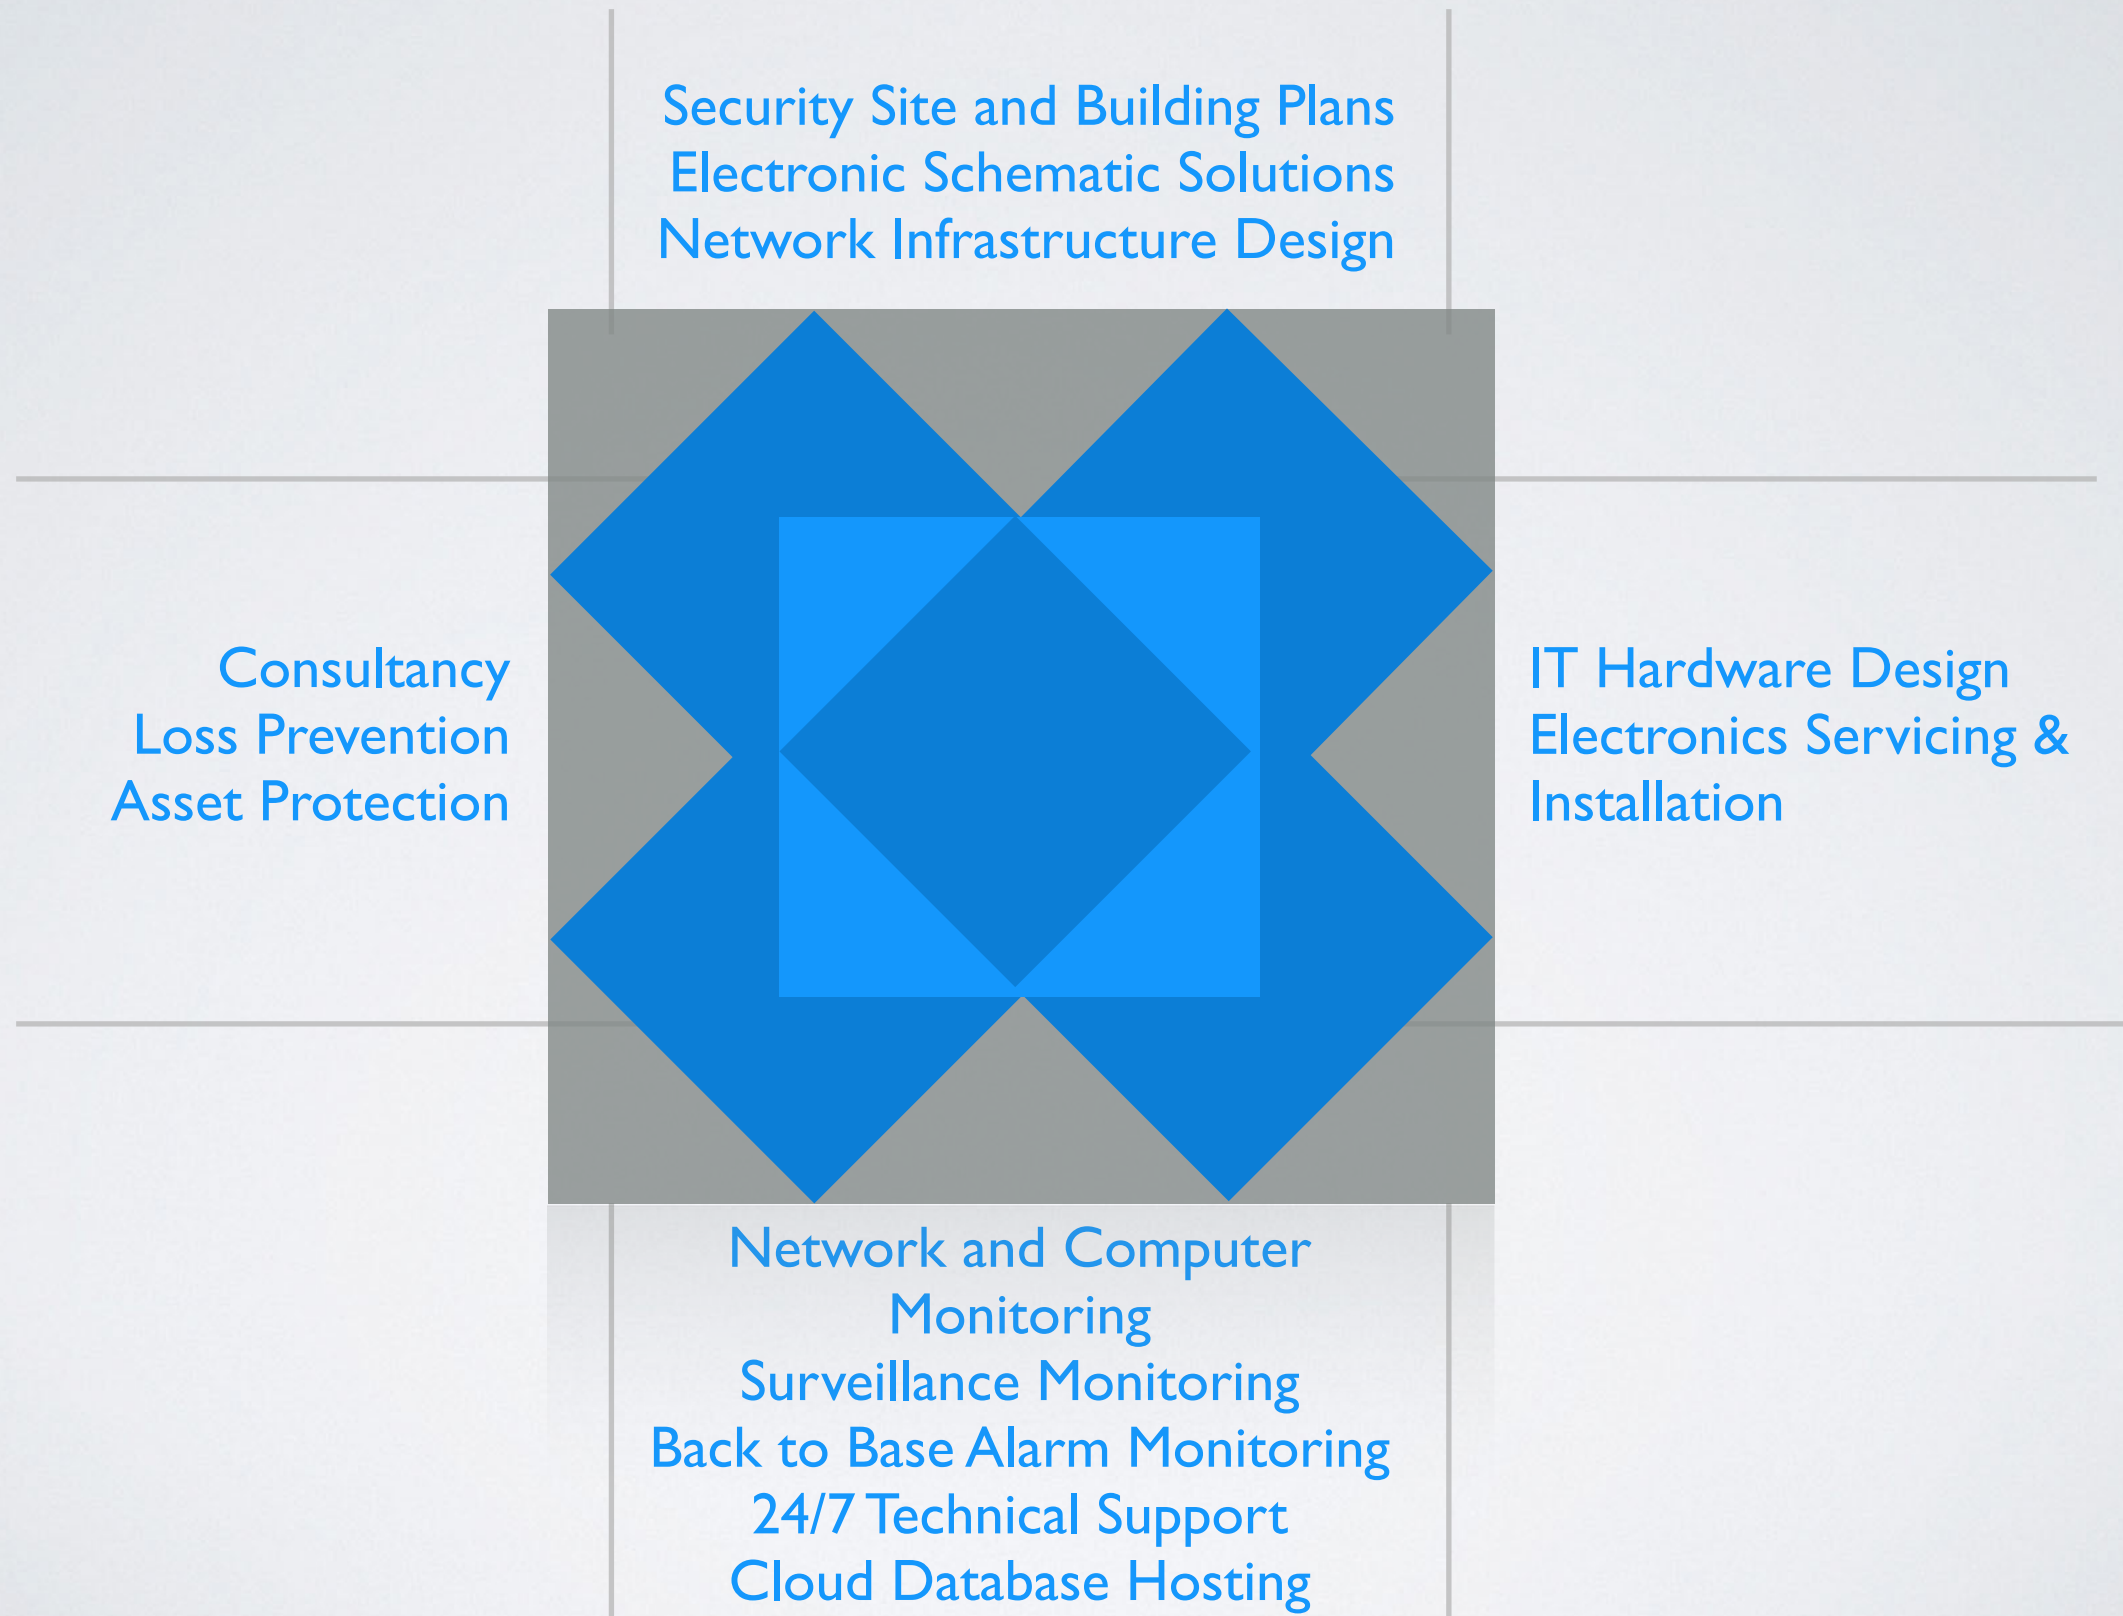 Security Site and Building Plans
Electronic Schematic Solutions
Network Infrastructure Design
Consultancy
Loss Prevention
Asset Protection
IT Hardware Design
Electronics Servicing &
Installation
Network and Computer
Monitoring
Surveillance Monitoring
Back to Base Alarm Monitoring
24/7 Technical Support
Cloud Database Hosting